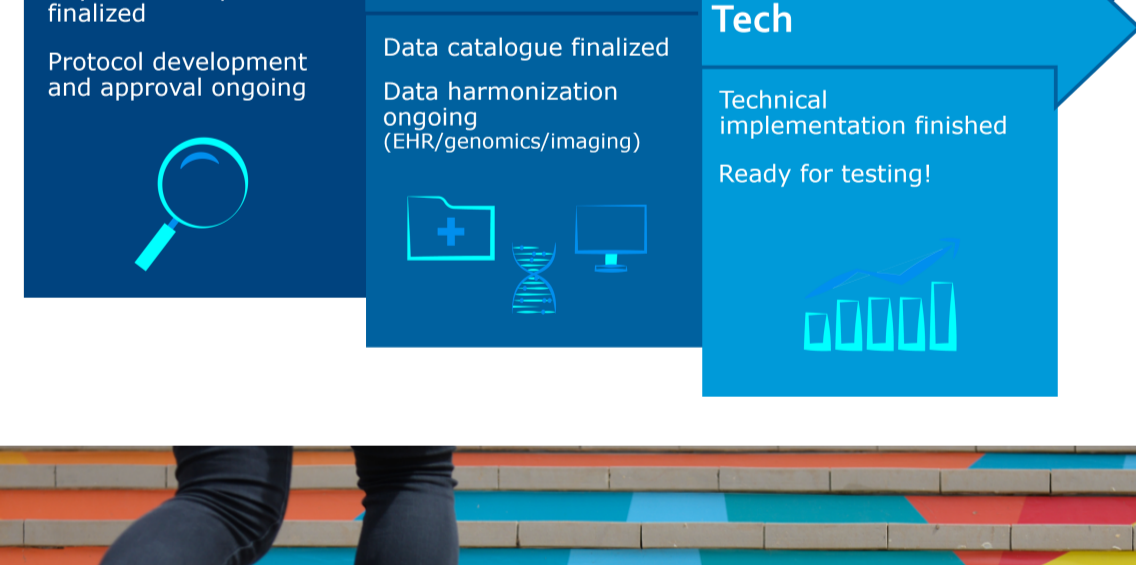 finalized
Protocol development
and approval ongoing
Data catalogue finalized
Data harmonization
ongoing
(EHR/genomics/imaging)
Tech
Technical
implementation finished
Ready for testing!